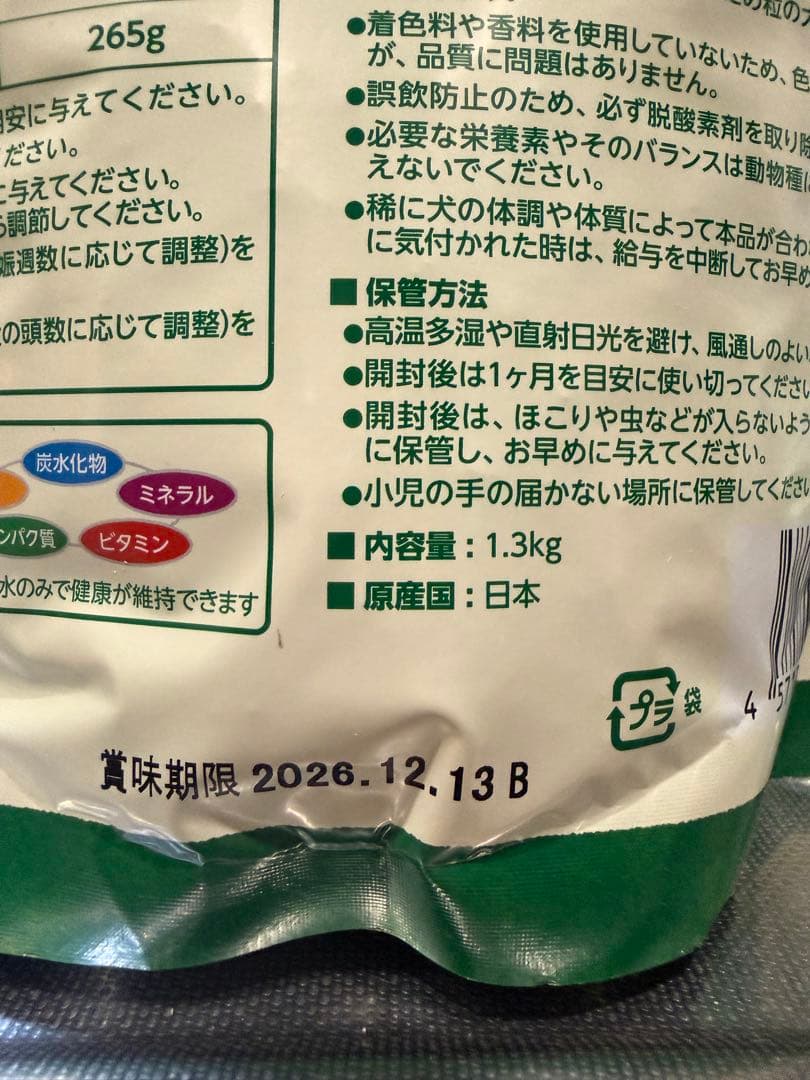 265g
安に与えてください。
ださい。
に与えてください。
調節してください。
娠週数に応じて調整)を
の頭数に応じて調整)を
炭水化物
ミネラル
ンパク質
ビタミン
水のみで健康が維持できます
●着色料や香料を使用していないため、色
が、品質に問題はありません。
●誤飲防止のため、必ず脱酸素剤を取り除
●必要な栄養素やそのバランスは動物種
えないでください。
●稀に犬の体調や体質によって本品が合わ
に気付かれた時は、給与を中断してお早め
■保管方法
●高温多湿や直射日光を避け、風通しのよい
●開封後は1ヶ月を目安に使い切ってくださ
●開封後は、ほこりや虫などが入らないよう
に保管し、お早めに与えてください。
●小児の手の届かない場所に保管してくださ
■内容量：1.3kg
■原産国：日本
プラ 袋
4 57
賞味期限 2026.12.13 B